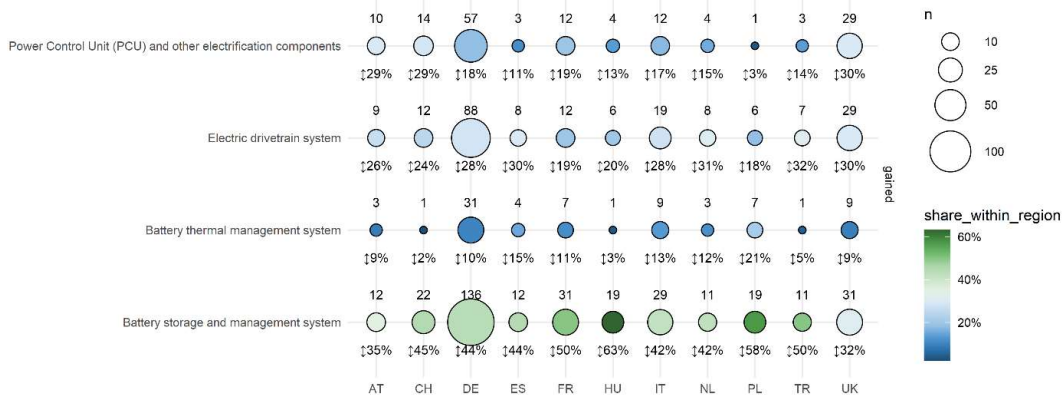 10 14 57 3 12 4 12 4 1 3 29
Power Control Unit (PCU) and other electrification components
↕29% ↕29% ↕18% ↕11% ↕19% ↕13% ↕17% ↕15% ↕3% ↕14% ↕30%
9 12 88 8 12 6 19 8 6 7 29
Electric drivetrain system
↕26% ↕24% ↕28% ↕30% ↕19% ↕20% ↕28% ↕31% ↕18% ↕32% ↕30%
3 1 31 4 7 1 9 3 7 1 9
Battery thermal management system
↕9% ↕2% ↕10% ↕15% ↕11% ↕3% ↕13% ↕12% ↕21% ↕5% ↕9%
12 22 136 12 31 19 29 11 19 11 31
Battery storage and management system
↕35% ↕45% ↕44% ↕44% ↕50% ↕63% ↕42% ↕42% ↕58% ↕50% ↕32%
AT CH DE ES FR HU IT NL PL TR UK
gained
n
10
25
50
100
share_within_region
60%
40%
20%